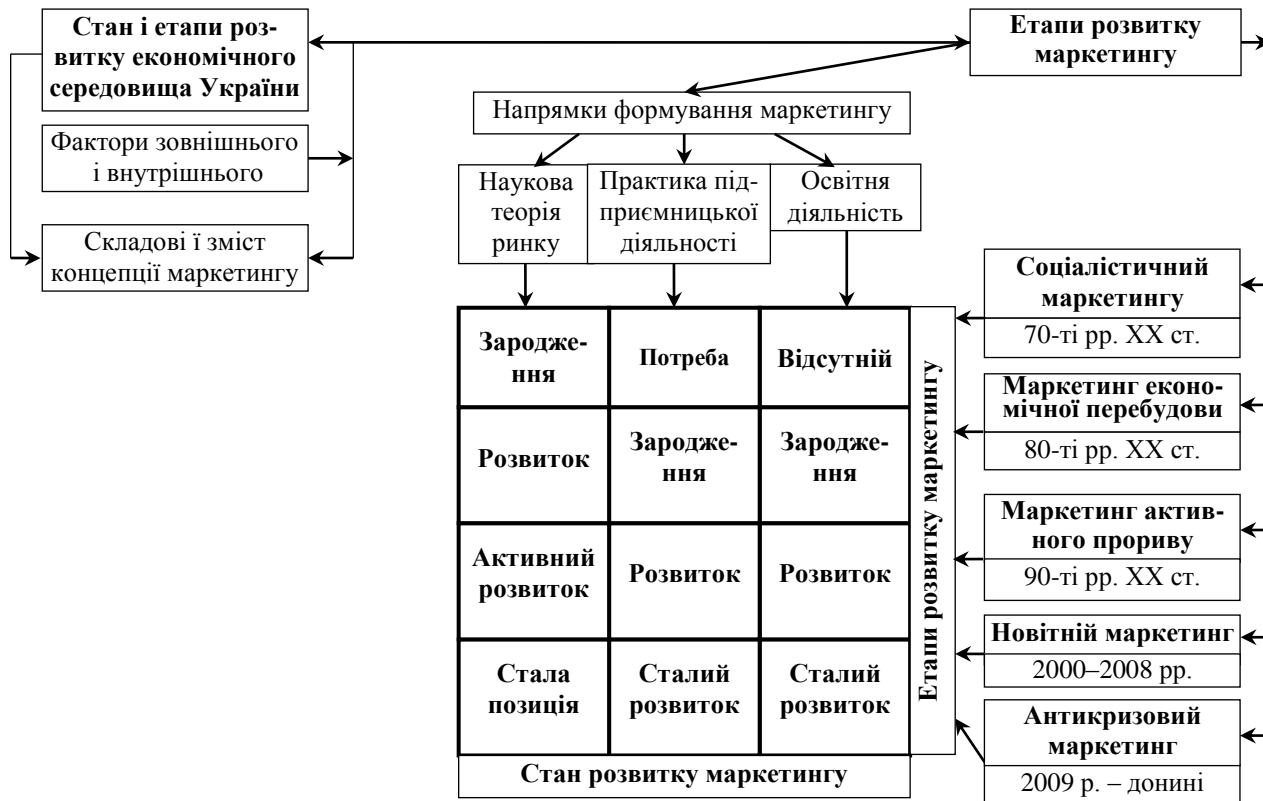 Стан і етапи роз-
витку економічного
середовища України
Етапи розвитку
маркетингу
Напрямки формування маркетингу
Фактори зовнішнього
і внутрішнього
Наукова
теорія
ринку
Практика під-
приємницької
діяльності
Освітня
діяльність
Складові ї зміст
концепції маркетингу
Зародже-
ння
Потреба
Відсутній
Розвиток
Зародже-
ння
Зародже-
ння
Активний
розвиток
Розвиток
Розвиток
Стала
позиція
Сталий
розвиток
Сталий
розвиток
Стан розвитку маркетингу
Етапи розвитку маркетингу
Соціалістичний
маркетингу
70-ті рр. ХХ ст.
Маркетинг еконо-
мічної перебудови
80-ті рр. ХХ ст.
Маркетинг актив-
ного прориву
90-ті рр. ХХ ст.
Новітній маркетинг
2000–2008 рр.
Антикризовий
маркетинг
2009 р. – донині